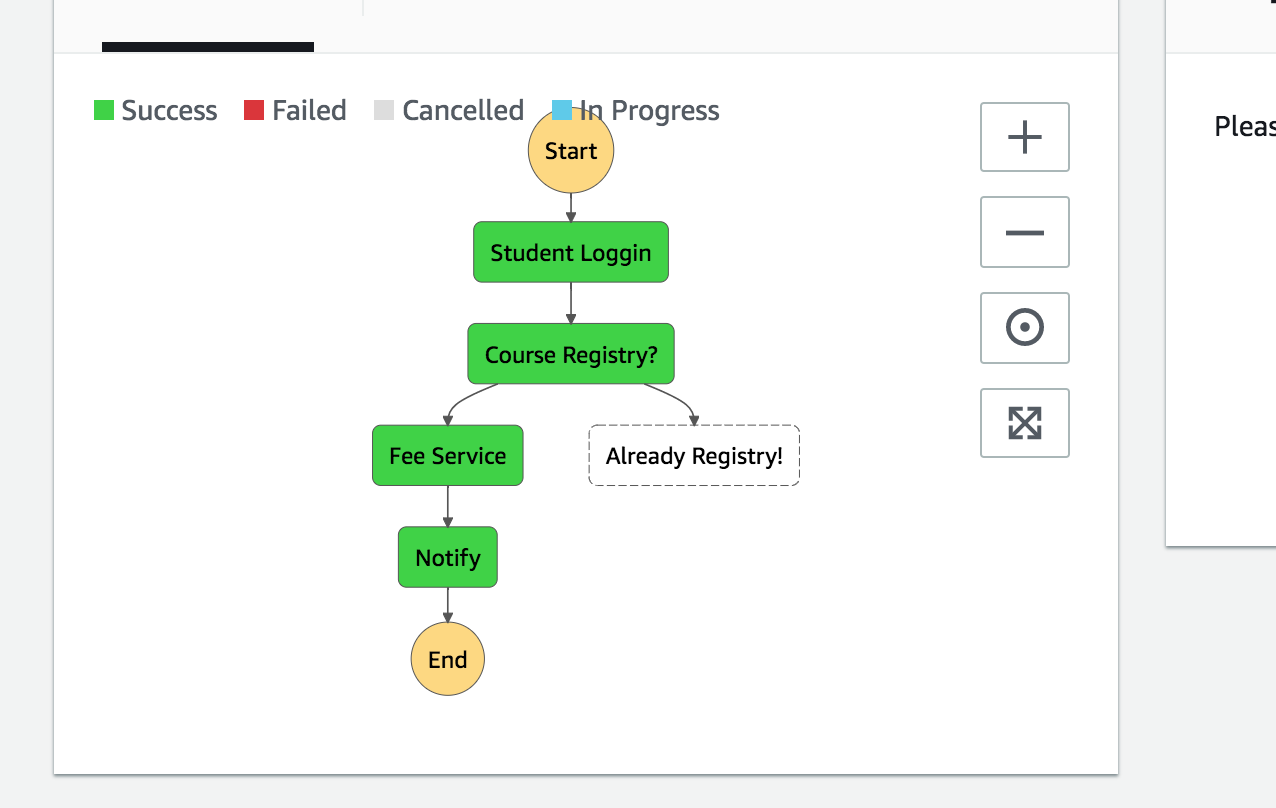 Success Failed Cancelled In Progress
Pleas
Start
Student Loggin
Course Registry?
Fee Service
Already Registry!
Notify
End